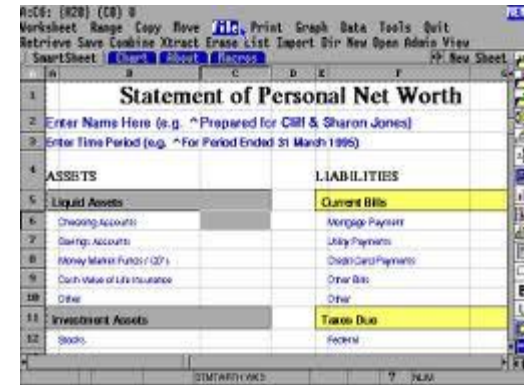 A:C6: {H20} (C0) 0
Worksheet Range Copy Move File Print Graph Data Tools Quit
Retrieve Save Combine Xtract Erase List Import Dir New Open Admin View
SmartSheet Chart About Macros New Sheet
A B C D E F G
1 Statement of Personal Net Worth
2 Enter Name Here (e.g. ^Prepared for Cliff & Sharon Jones)
3 Enter Time Period (e.g. ^For Period Ended 31 March 1995)
4 ASSETS LIABILITIES
5 Liquid Assets Current Bills
6 Checking Accounts Mortgage Payment
7 Savings Accounts Utility Payments
8 Money Market Funds / CD's Credit Card Payments
9 Cash Value of Life Insurance Other Bills
10 Other Other
11 Investment Assets Taxes Due
12 Stocks Federal
NUM